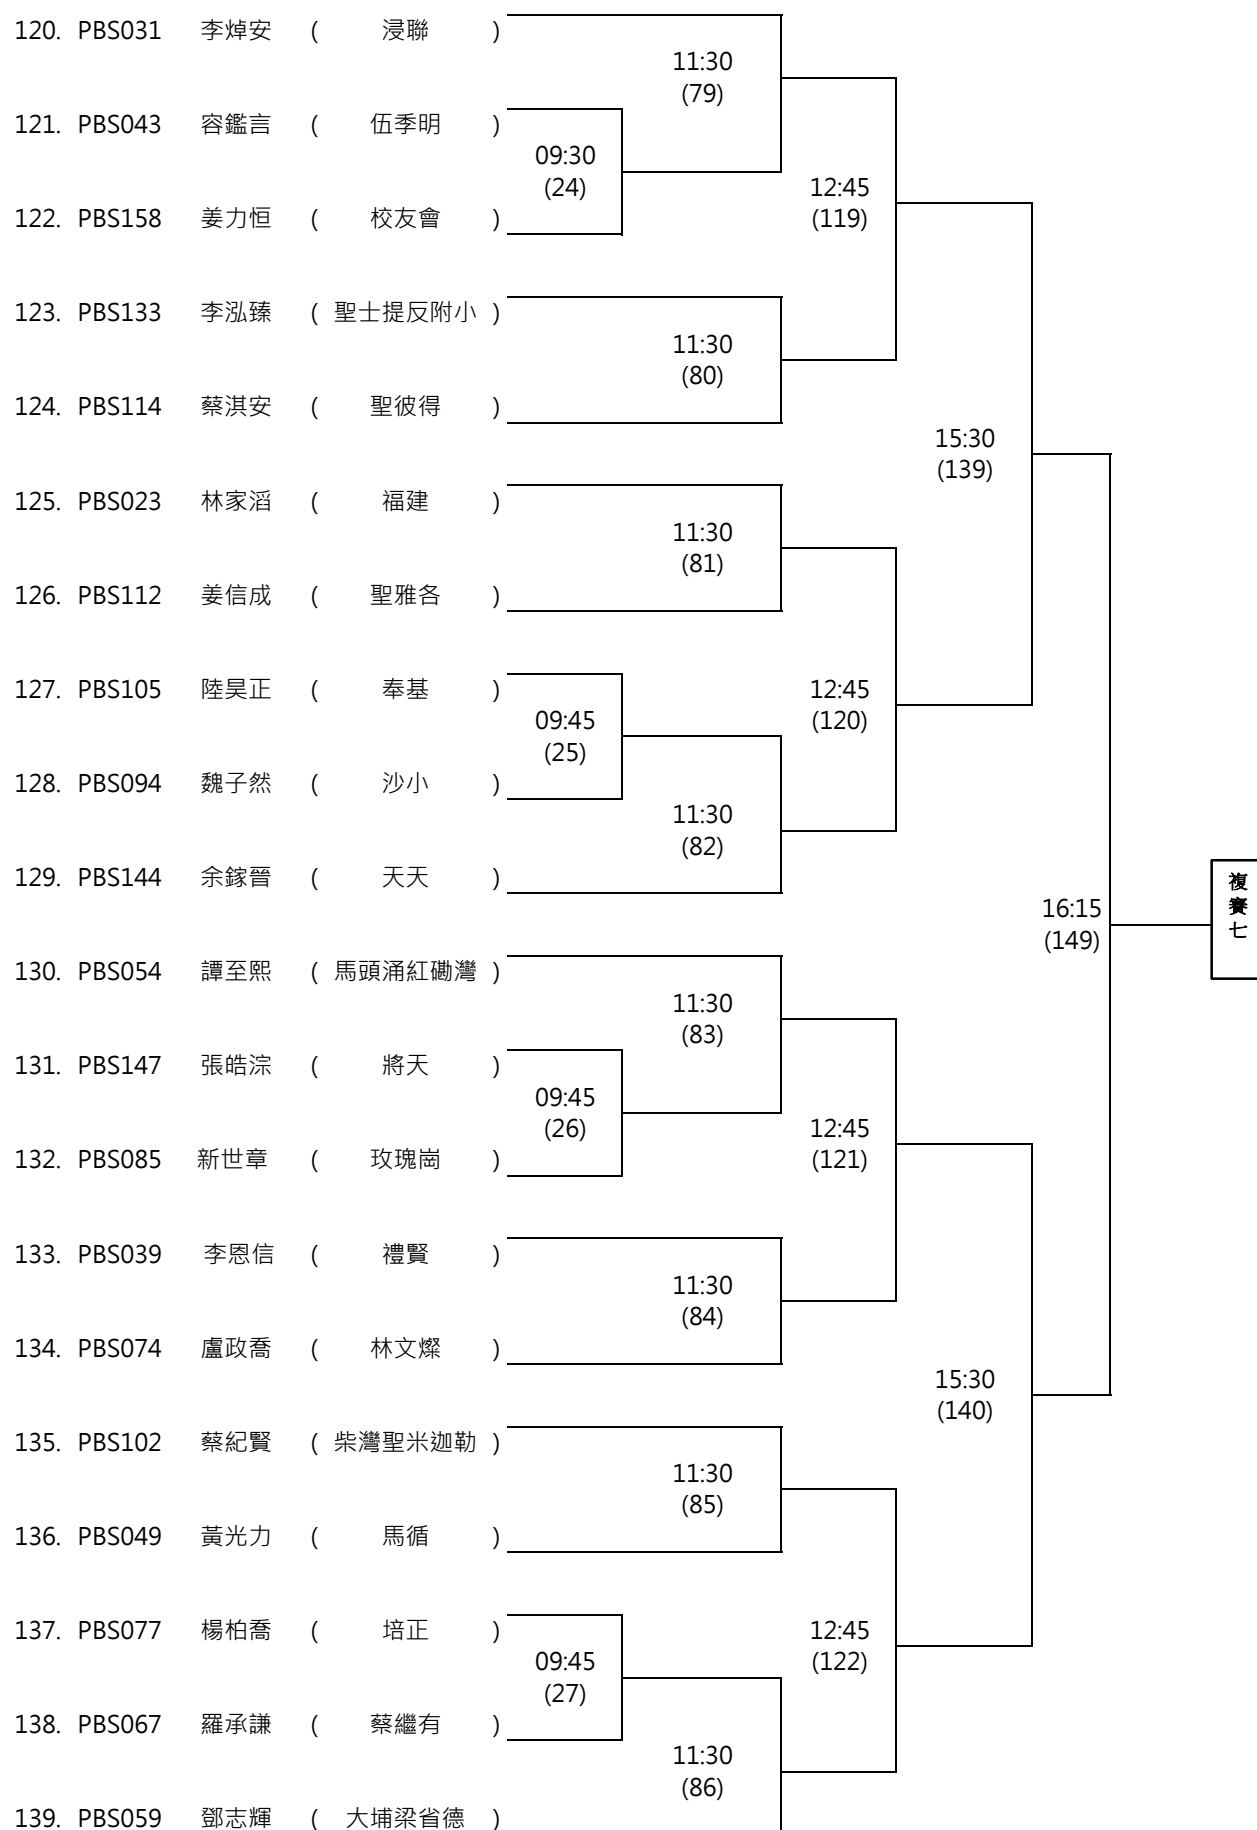 120. PBS031 李焯安 ( 浸聯 )
11:30
(79)
121. PBS043 容鑑言 ( 伍季明 )
09:30
(24)
12:45
(119)
122. PBS158 姜力恒 ( 校友會 )
123. PBS133 李泓臻 ( 聖士提反附小 )
11:30
(80)
124. PBS114 蔡淇安 ( 聖彼得 )
15:30
(139)
125. PBS023 林家滔 ( 福建 )
11:30
(81)
126. PBS112 姜信成 ( 聖雅各 )
127. PBS105 陸昊正 ( 奉基 )
09:45
(25)
12:45
(120)
128. PBS094 魏子然 ( 沙小 )
11:30
(82)
129. PBS144 余鎵晉 ( 天天 )
16:15
(149)
複賽七
130. PBS054 譚至熙 ( 馬頭涌紅磡灣 )
11:30
(83)
131. PBS147 張皓淙 ( 將天 )
09:45
(26)
12:45
(121)
132. PBS085 新世章 ( 玫瑰崗 )
133. PBS039 李恩信 ( 禮賢 )
11:30
(84)
134. PBS074 盧政喬 ( 林文燦 )
15:30
(140)
135. PBS102 蔡紀賢 ( 柴灣聖米迦勒 )
11:30
(85)
136. PBS049 黃光力 ( 馬循 )
137. PBS077 楊柏喬 ( 培正 )
09:45
(27)
12:45
(122)
138. PBS067 羅承謙 ( 蔡繼有 )
11:30
(86)
139. PBS059 鄧志輝 ( 大埔梁省德 )